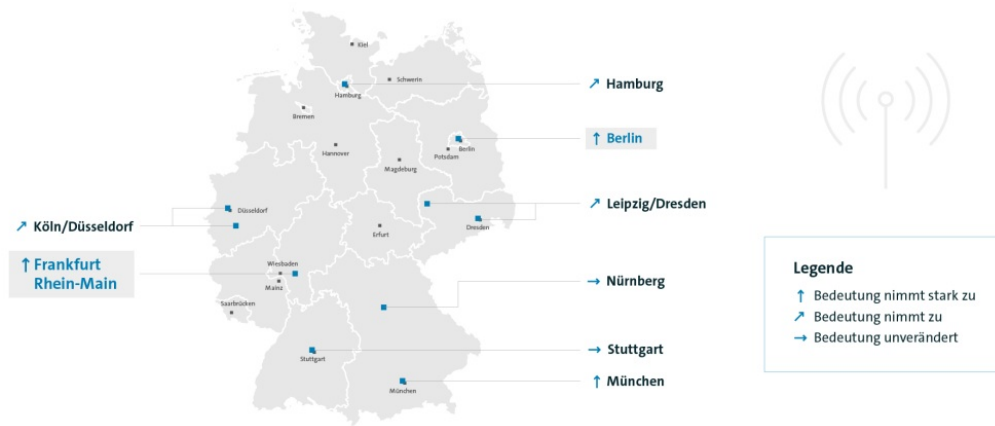 Kiel
Schwerin
Hamburg
Bremen
Hannover
Berlin
Potsdam
Magdeburg
Düsseldorf
Erfurt
Dresden
Wiesbaden
Mainz
Saarbrücken
Stuttgart
München
↗ Köln/Düsseldorf
↑ Frankfurt
Rhein-Main
↗ Hamburg
↑ Berlin
↗ Leipzig/Dresden
→ Nürnberg
→ Stuttgart
↑ München
Legende
↑ Bedeutung nimmt stark zu
↗ Bedeutung nimmt zu
→ Bedeutung unverändert